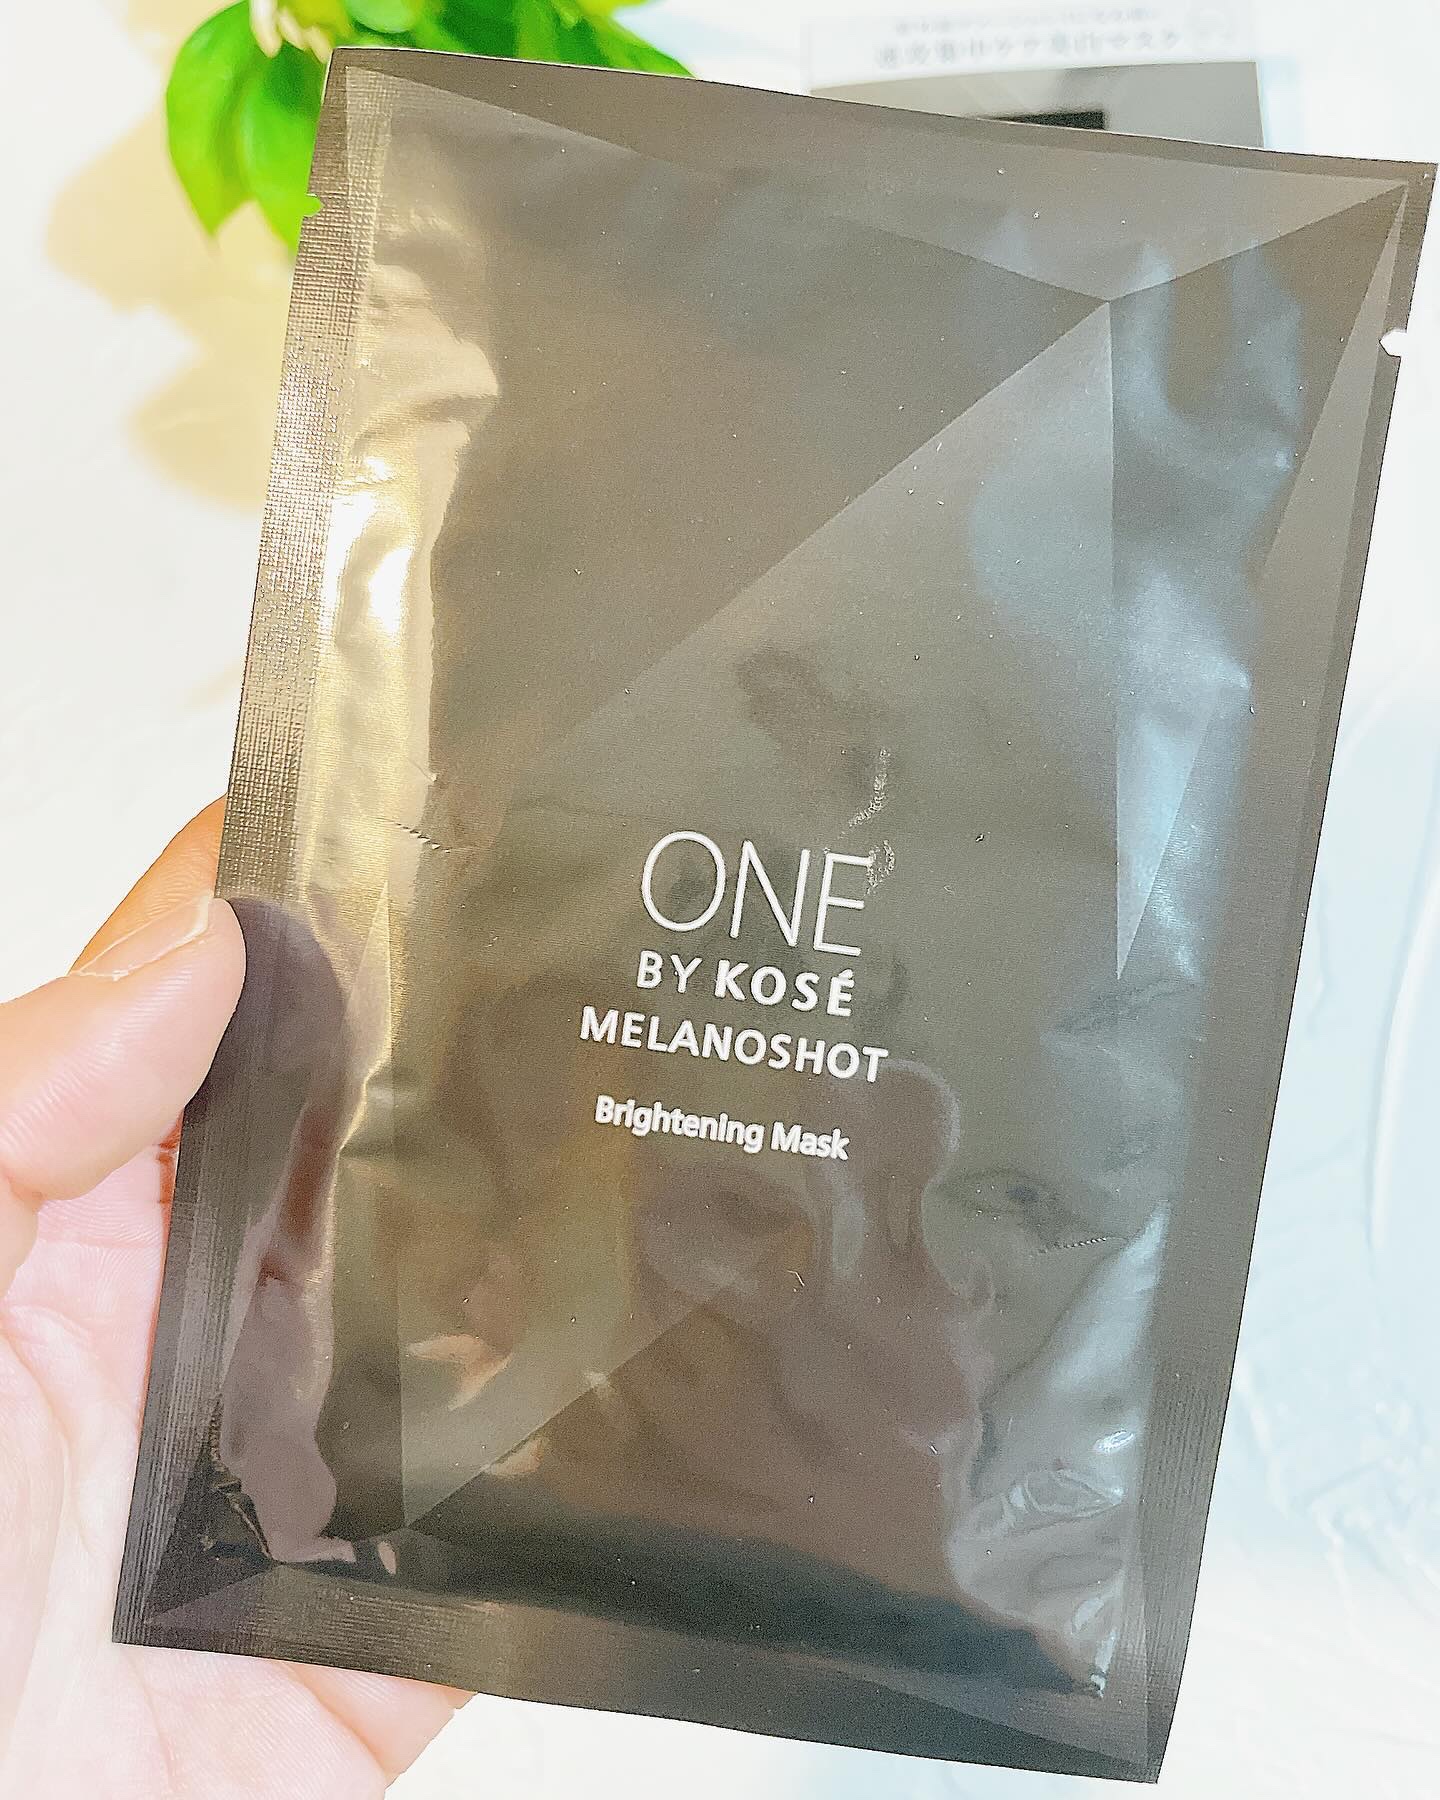 ONE
BY KOSÉ
MELANOSHOT
Brightening Mask